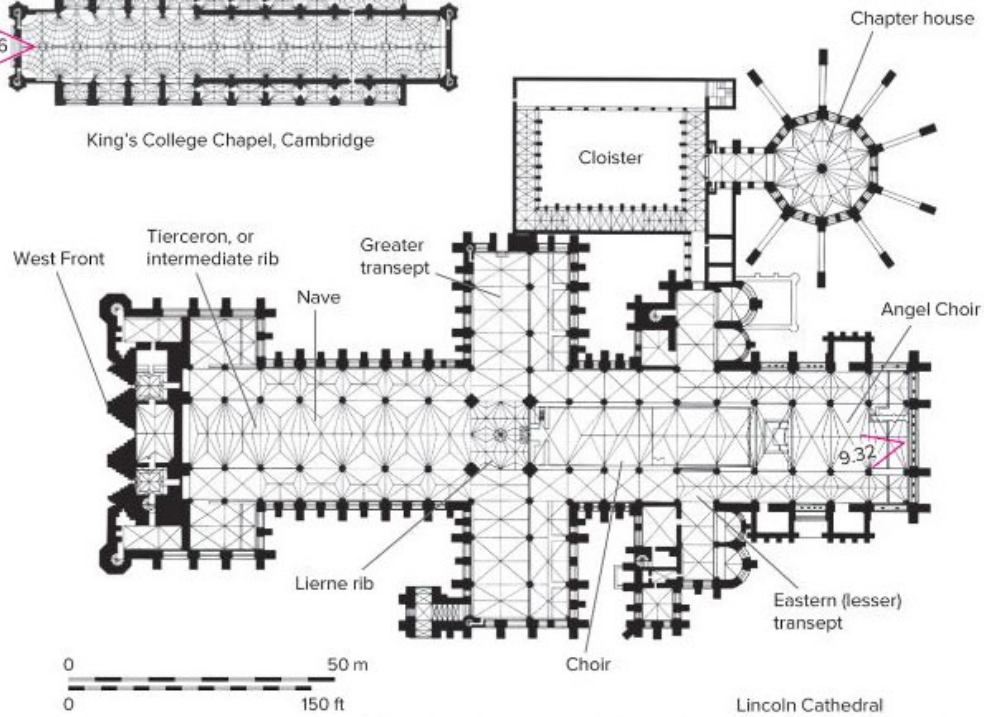 6
King's College Chapel, Cambridge
Chapter house
Cloister
West Front
Tierceron, or
intermediate rib
Nave
Greater
transept
Angel Choir
9.32
Lierne rib
Choir
Eastern (lesser)
transept
0
50 m
0
150 ft
Lincoln Cathedral